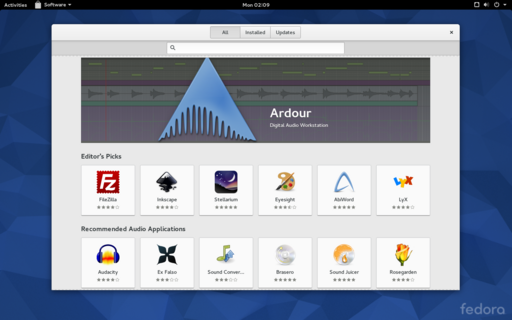 Activities Software Mon 02:09
All Installed Updates
Ardour
Digital Audio Workstation
Editor's Picks
FileZilla Inkscape Stellarium Eyesight AbiWord LyX
Recommended Audio Applications
Audacity Ex Falso Sound Conver... Brasero Sound Juicer Rosegarden
fedora